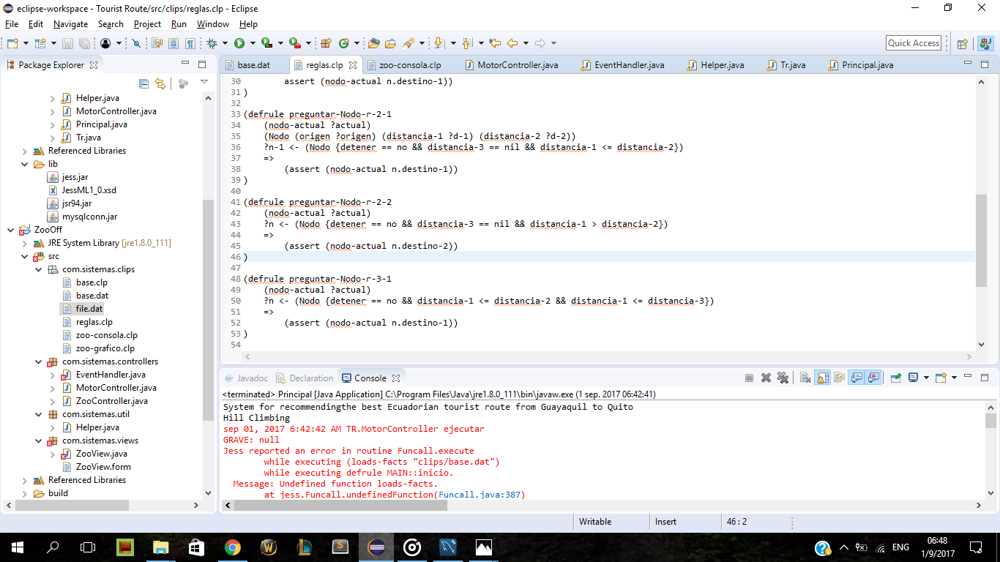 eclipse-workspace - Tourist Route/src/clips/reglas.clp - Eclipse
File Edit Navigate Search Project Run Window Help
Quick Access
Package Explorer
Helper.java
MotorController.java
Principal.java
Tr.java
Referenced Libraries
lib
jess.jar
JessML1_0.xsd
jsr94.jar
mysqlconn.jar
ZooOff
JRE System Library [jre1.8.0_111]
src
com.sistemas.clips
base.clp
base.dat
file.dat
reglas.clp
zoo-consola.clp
zoo-grafico.clp
com.sistemas.controllers
EventHandler.java
MotorController.java
ZooController.java
com.sistemas.util
Helper.java
com.sistemas.views
ZooView.java
ZooView.form
Referenced Libraries
build
base.dat reglas.clp zoo-consola.clp MotorController.java EventHandler.java Helper.java Tr.java Principal.java
30 assert (nodo-actual n.destino-1))
31 )
32
33 (defrule preguntar-Nodo-r-2-1
34 (nodo-actual ?actual)
35 (Nodo (origen ?origen) (distancia-1 ?d-1) (distancia-2 ?d-2))
36 ?n-1 <- (Nodo {detener == no && distancia-3 == nil && distancia-1 <= distancia-2})
37 =>
38 (assert (nodo-actual n.destino-1))
39 )
40
41 (defrule preguntar-Nodo-r-2-2
42 (nodo-actual ?actual)
43 ?n <- (Nodo {detener == no && distancia-3 == nil && distancia-1 > distancia-2})
44 =>
45 (assert (nodo-actual n.destino-2))
46 )
47
48 (defrule preguntar-Nodo-r-3-1
49 (nodo-actual ?actual)
50 ?n <- (Nodo {detener == no && distancia-1 <= distancia-2 && distancia-1 <= distancia-3})
51 =>
52 (assert (nodo-actual n.destino-1))
53 )
54
@ Javadoc Declaration Console
<terminated> Principal [Java Application] C:\Program Files\Java\jre1.8.0_111\bin\javaw.exe (1 sep. 2017 06:42:41)
System for recommendingthe best Ecuadorian tourist route from Guayaquil to Quito
Hill Climbing
sep 01, 2017 6:42:42 AM TR.MotorController ejecutar
GRAVE: null
Jess reported an error in routine Funcall.execute
while executing (loads-facts "clips/base.dat")
while executing defrule MAIN::inicio.
Message: Undefined function loads-facts.
at jess.Funcall.undefinedFunction(Funcall.java:387)
Writable Insert 46 : 2
ENG
06:48
1/9/2017